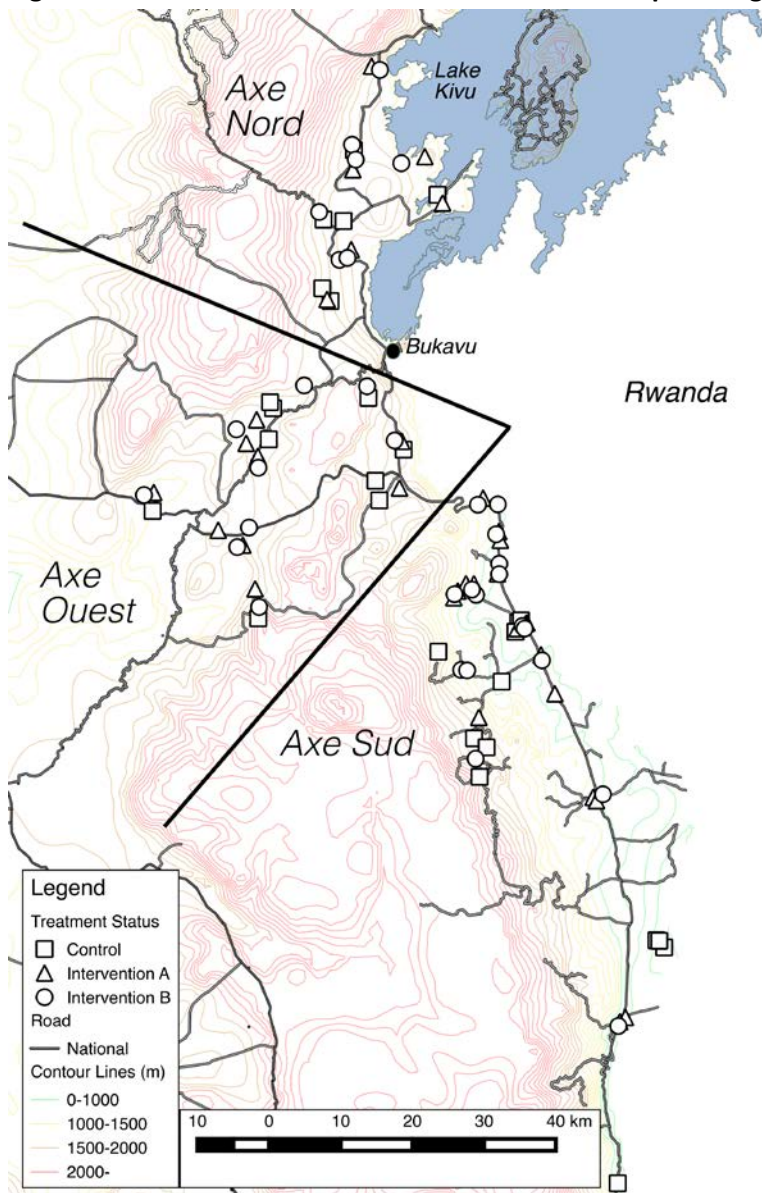 Axe
Nord
Lake
Kivu
Bukavu
Rwanda
Axe
Ouest
Axe Sud
Legend
Treatment Status
Control
Intervention A
Intervention B
Road
National
Contour Lines (m)
0-1000
1000-1500
1500-2000
2000-
10 0 10 20 30 40 km